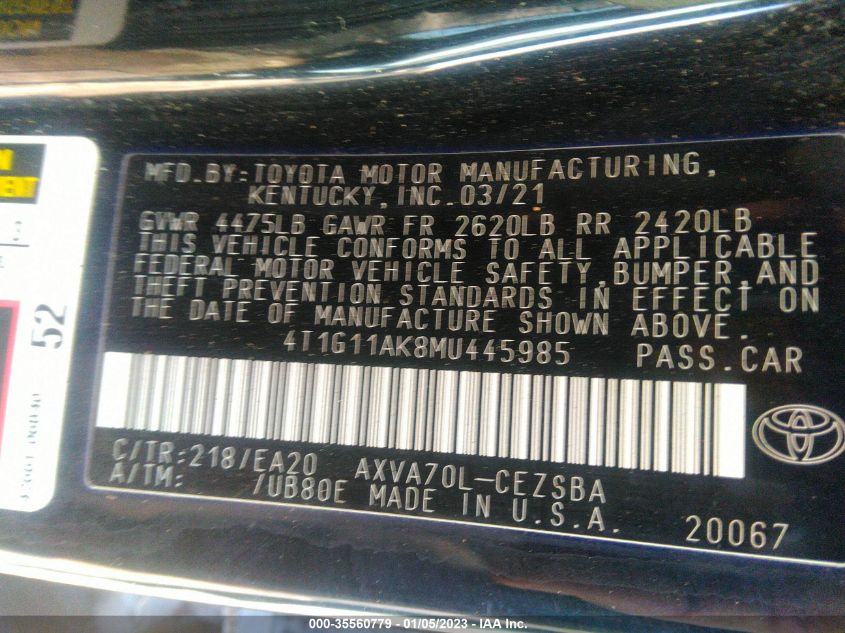 MFD.BY:TOYOTA MOTOR MANUFACTURING,
KENTUCKY,INC.03/21
GVWR 4475LB GAWR FR 2620LB RR 2420LB
THIS VEHICLE CONFORMS TO ALL APPLICABLE
FEDERAL MOTOR VEHICLE SAFETY,BUMPER,AND
THEFT PREVENTION STANDARDS IN EFFECT ON
THE DATE OF MANUFACTURE SHOWN ABOVE.
4T1G11AK8MU445985 PASS.CAR
C/TR:218/EA20 AXVA70L-CEZSBA
A/TM: /UB80E MADE IN U.S.A.
20067
52
000-35560779 - 01/05/2023 - IAA Inc.